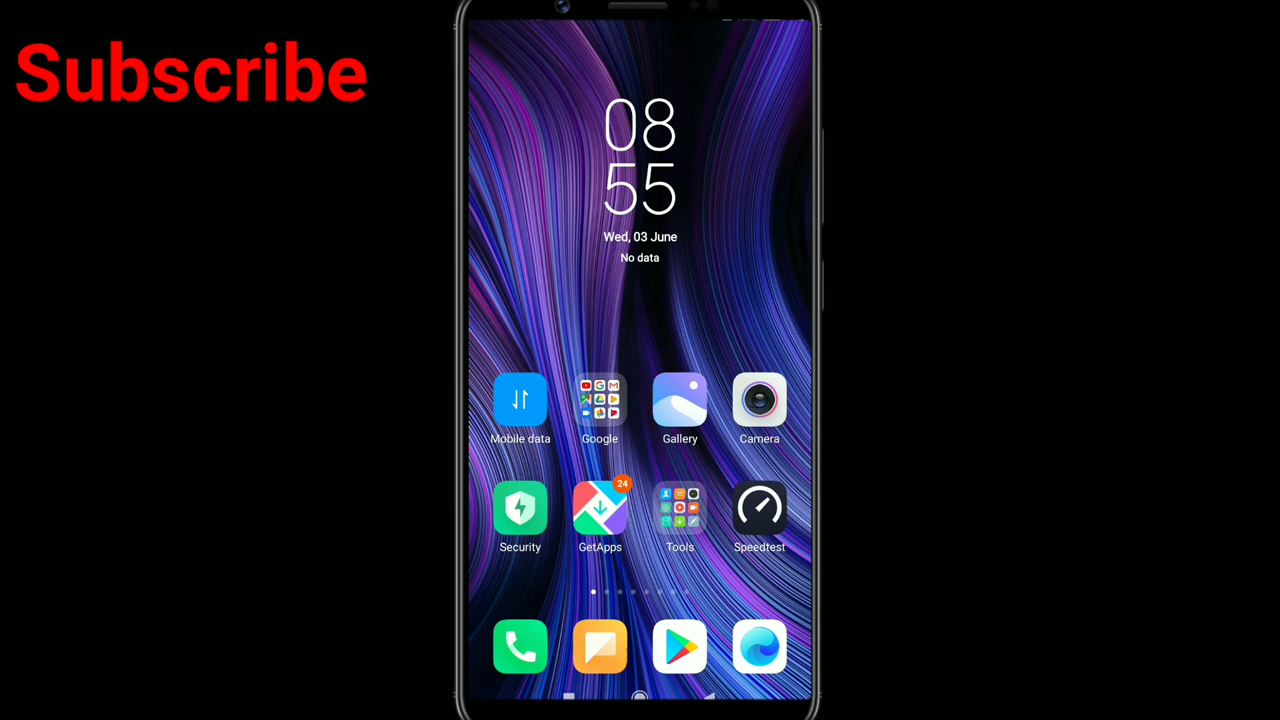 Subscribe
08
55
Wed, 03 June
No data
Mobile data
Google
Gallery
Camera
24
Security
GetApps
Tools
Speedtest